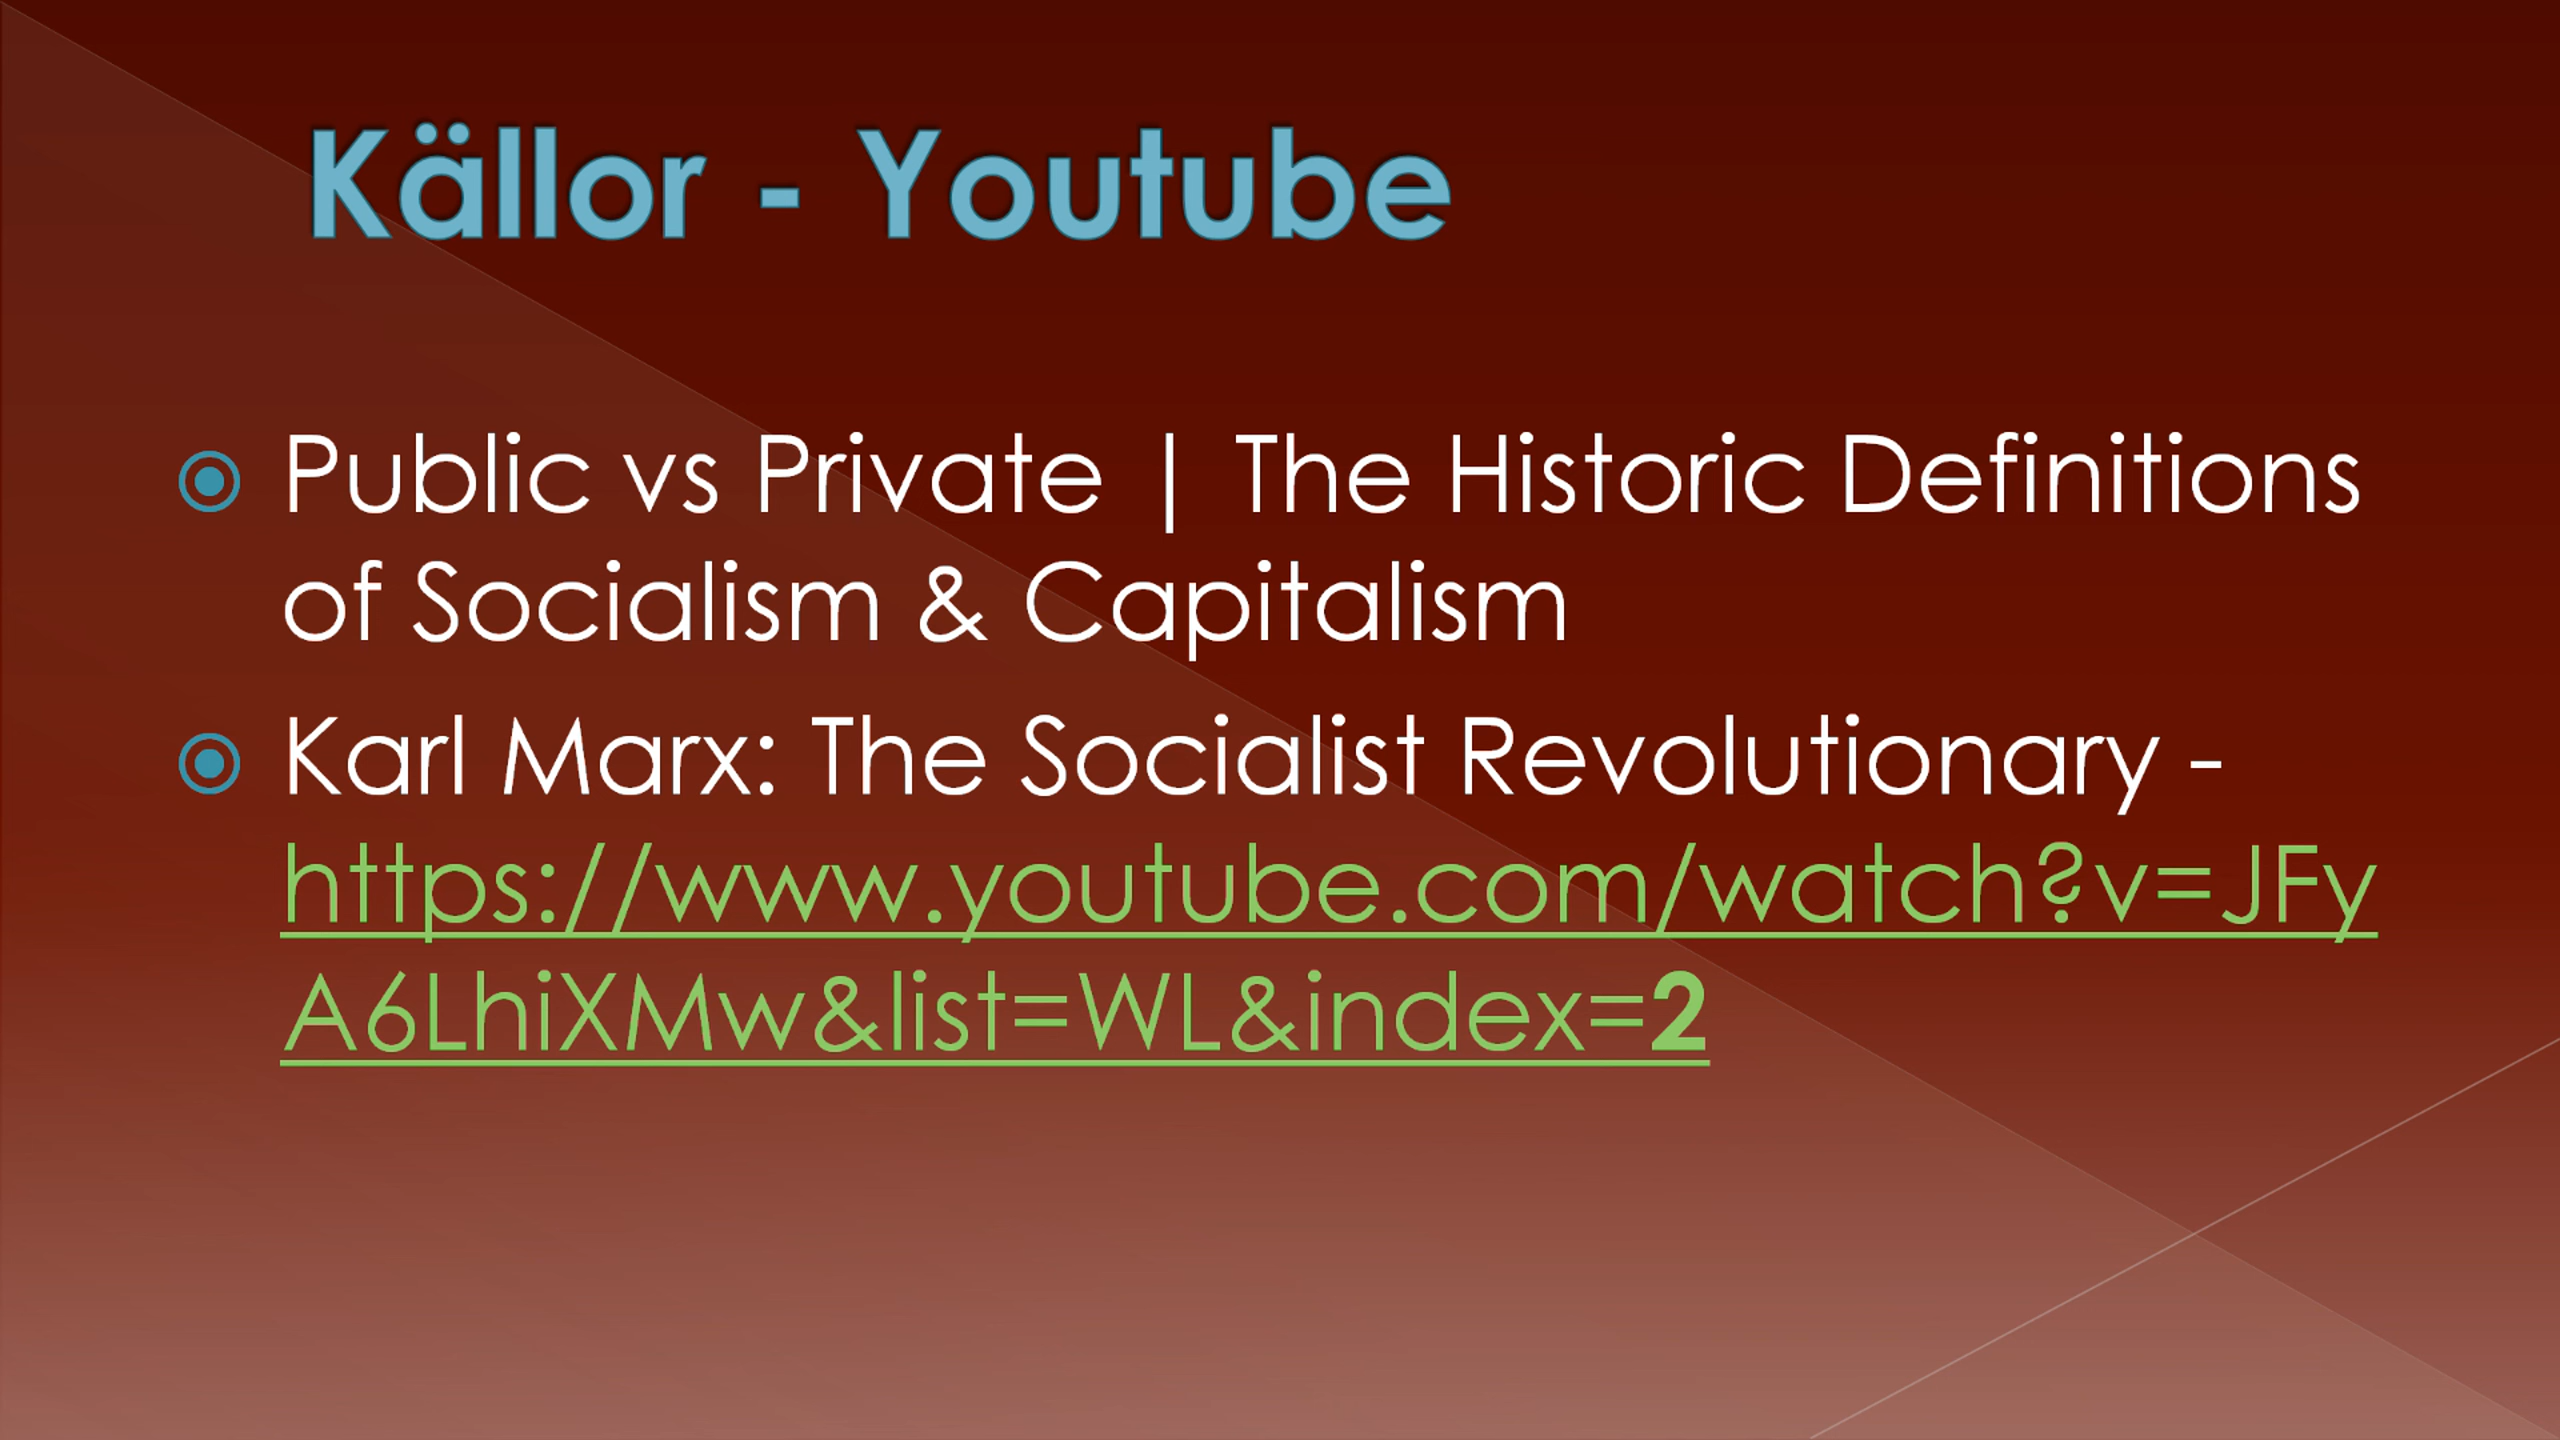 Källor - Youtube
Public vs Private | The Historic Definitions
of Socialism & Capitalism
Karl Marx: The Socialist Revolutionary -
https://www.youtube.com/watch?v=JFy
A6LhiXMw&list=WL&index=2